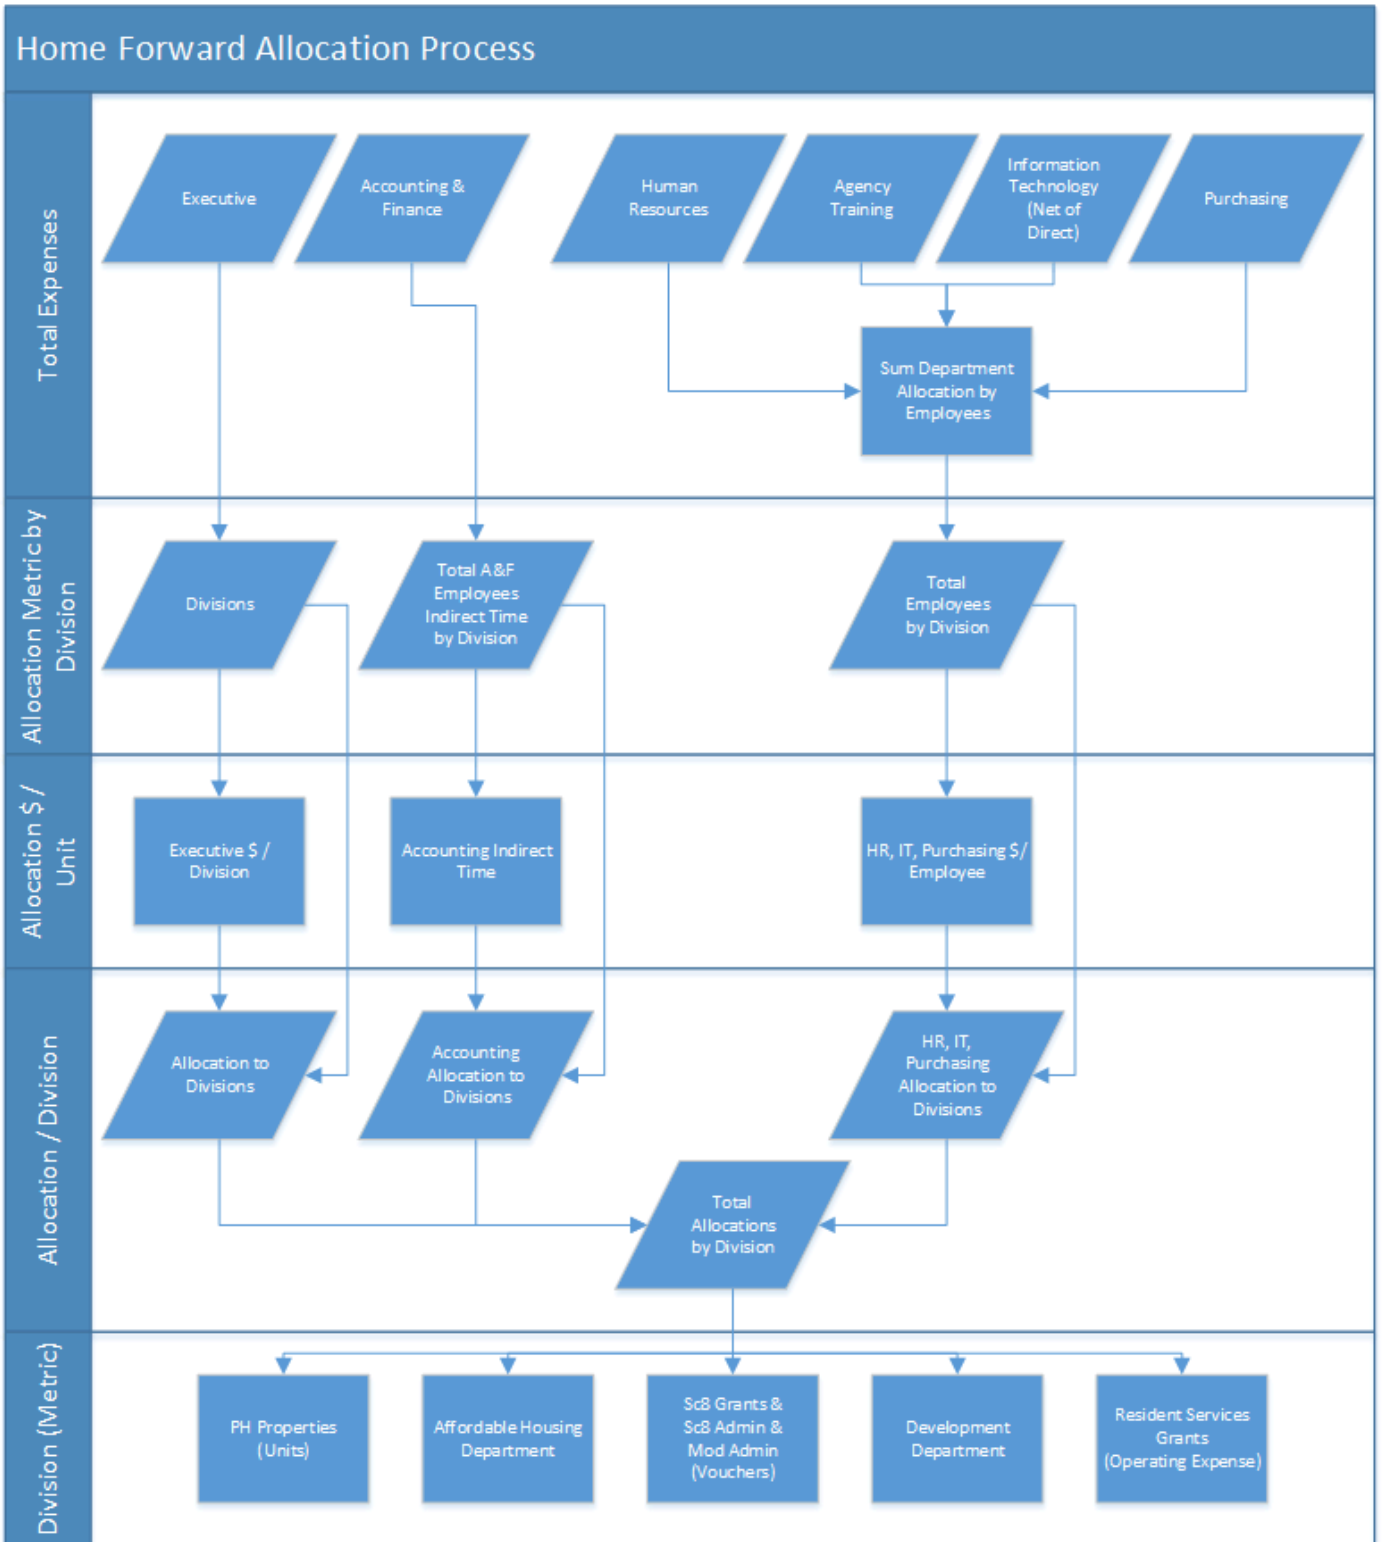 Home Forward Allocation Process
Total Expenses
Executive
Accounting &
Finance
Human
Resources
Agency
Training
Information
Technology
(Net of
Direct)
Purchasing
Sum Department
Allocation by
Employees
Allocation Metric by
Division
Divisions
Total A&F
Employees
Indirect Time
by Division
Total
Employees
by Division
Allocation $ /
Unit
Executive $ /
Division
Accounting Indirect
Time
HR, IT, Purchasing $/
Employee
Allocation / Division
Allocation to
Divisions
Accounting
Allocation to
Divisions
HR, IT,
Purchasing
Allocation to
Divisions
Total
Allocations
by Division
Division (Metric)
PH Properties
(Units)
Affordable Housing
Department
Sc8 Grants &
Sc8 Admin &
Mod Admin
(Vouchers)
Development
Department
Resident Services
Grants
(Operating Expense)